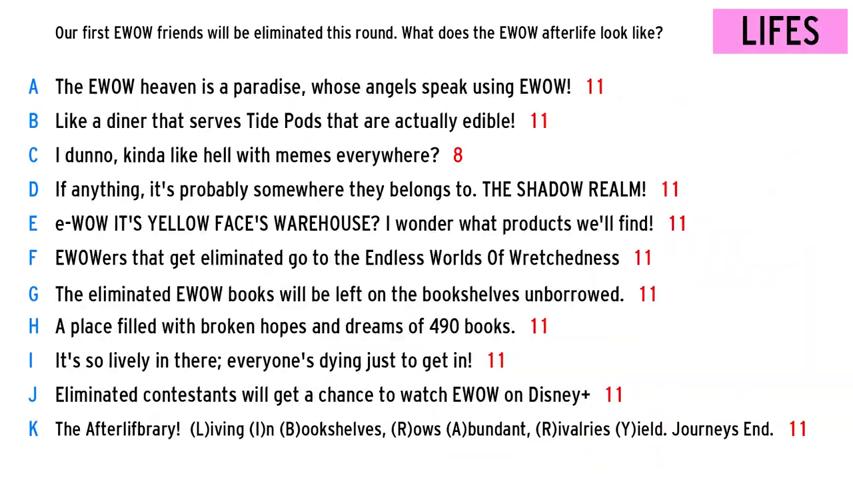 Our first EWOW friends will be eliminated this round. What does the EWOW afterlife look like?
LIFES
A The EWOW heaven is a paradise, whose angels speak using EWOW! 11
B Like a diner that serves Tide Pods that are actually edible! 11
C I dunno, kinda like hell with memes everywhere? 8
D If anything, it's probably somewhere they belongs to. THE SHADOW REALM! 11
E e-WOW IT'S YELLOW FACE'S WAREHOUSE? I wonder what products we'll find! 11
F EWOWers that get eliminated go to the Endless Worlds Of Wretchedness 11
G The eliminated EWOW books will be left on the bookshelves unborrowed. 11
H A place filled with broken hopes and dreams of 490 books. 11
I It's so lively in there; everyone's dying just to get in! 11
J Eliminated contestants will get a chance to watch EWOW on Disney+ 11
K The Afterlifbrary! (L)iving (I)n (B)ookshelves, (R)ows (A)bundant, (R)ivalries (Y)ield. Journeys End. 11